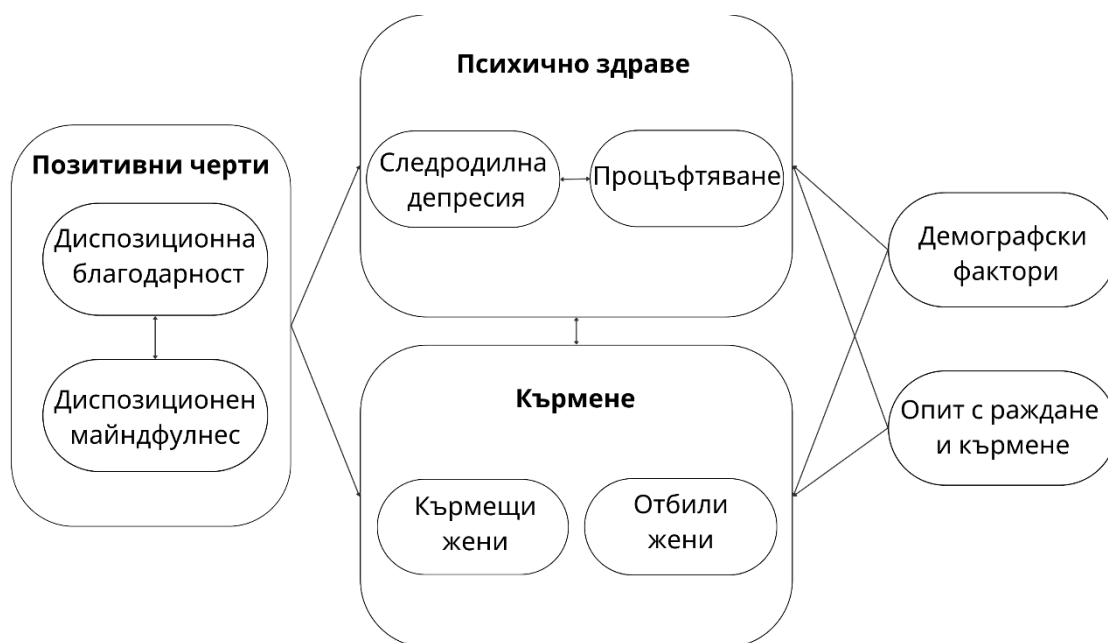 Позитивни черти
Диспозиционна
благодарност
Диспозиционен
майндфулнес
Психично здраве
Следродилна
депресия
Процъфтяване
Кърмене
Кърмещи
жени
Отбили
жени
Демографски
фактори
Опит с раждане
и кърмене